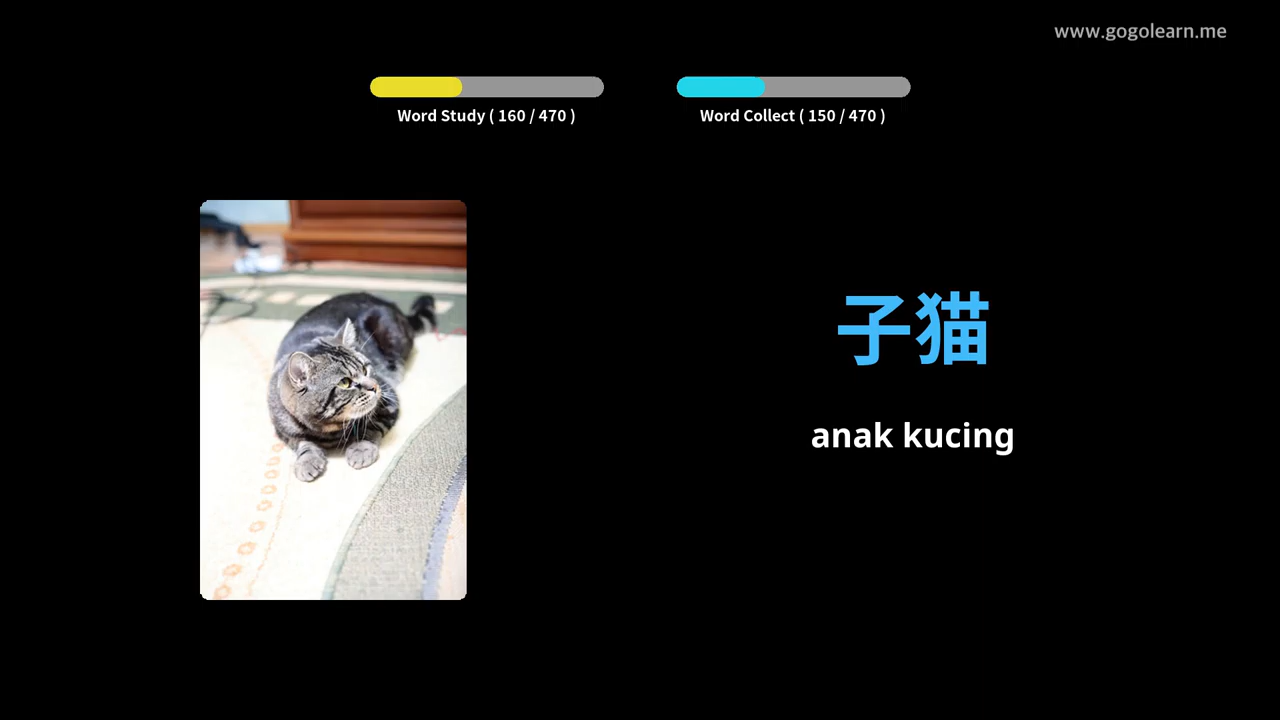 www.gogolearn.me
Word Study ( 160 / 470 )
Word Collect ( 150 / 470 )
子猫
anak kucing